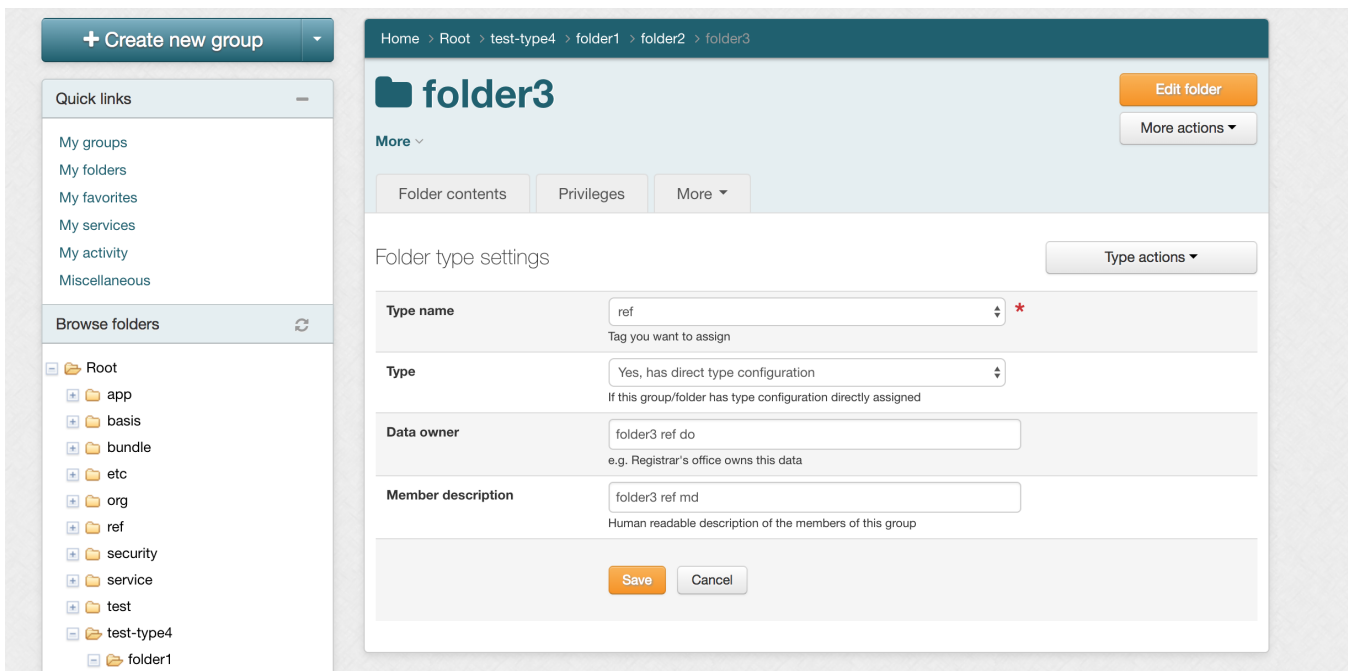 Create new group
Quick links
My groups
My folders
My favorites
My services
My activity
Miscellaneous
Browse folders
Root
app
basis
bundle
etc
org
ref
security
service
test
test-type4
folder1
Home > Root > test-type4 > folder1 > folder2 > folder3
folder3
Edit folder
More actions
More
Folder contents Privileges More
Folder type settings
Type actions
Type name ref *
Tag you want to assign
Type Yes, has direct type configuration
If this group/folder has type configuration directly assigned
Data owner folder3 ref do
e.g. Registrar's office owns this data
Member description folder3 ref md
Human readable description of the members of this group
Save Cancel